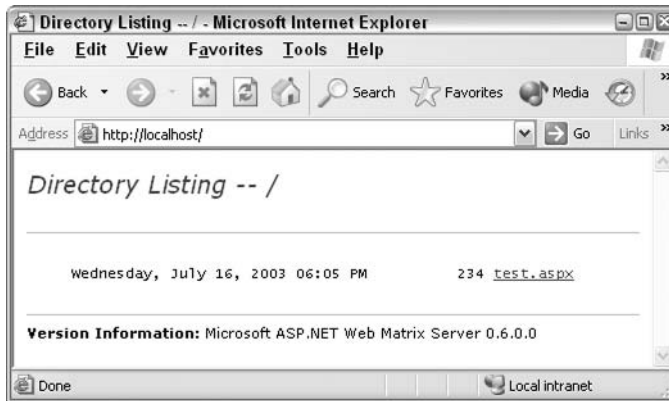 Directory Listing -- / - Microsoft Internet Explorer
File Edit View Favorites Tools Help
Back Search Favorites Media
Address http://localhost/ Go Links
Directory Listing -- /
Wednesday, July 16, 2003 06:05 PM 234 test.aspx
Version Information: Microsoft ASP.NET Web Matrix Server 0.6.0.0
Done Local intranet